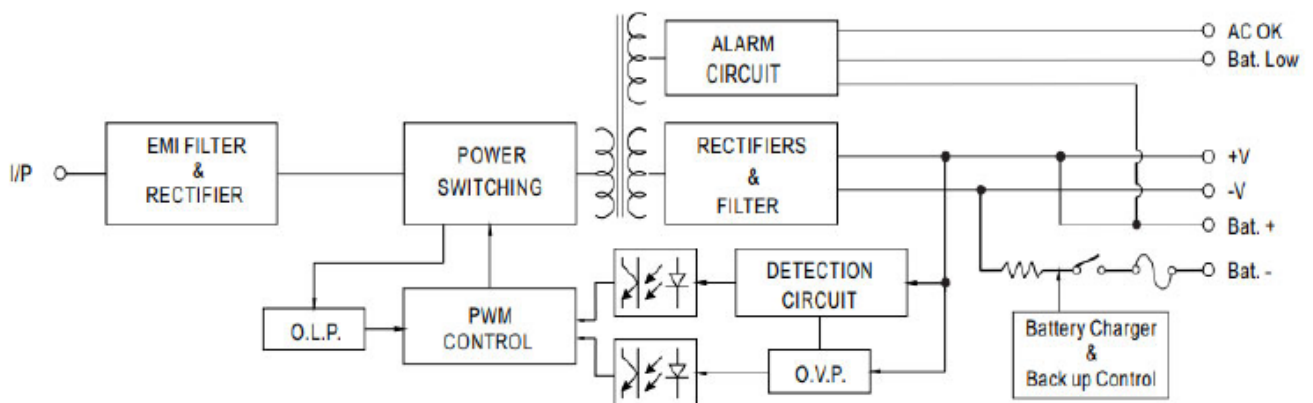 ALARM
CIRCUIT
AC OK
Bat. Low
I/P
EMI FILTER
&
RECTIFIER
POWER
SWITCHING
RECTIFIERS
&
FILTER
+V
-V
Bat. +
Bat. -
DETECTION
CIRCUIT
O.L.P.
PWM
CONTROL
O.V.P.
Battery Charger
&
Back up Control